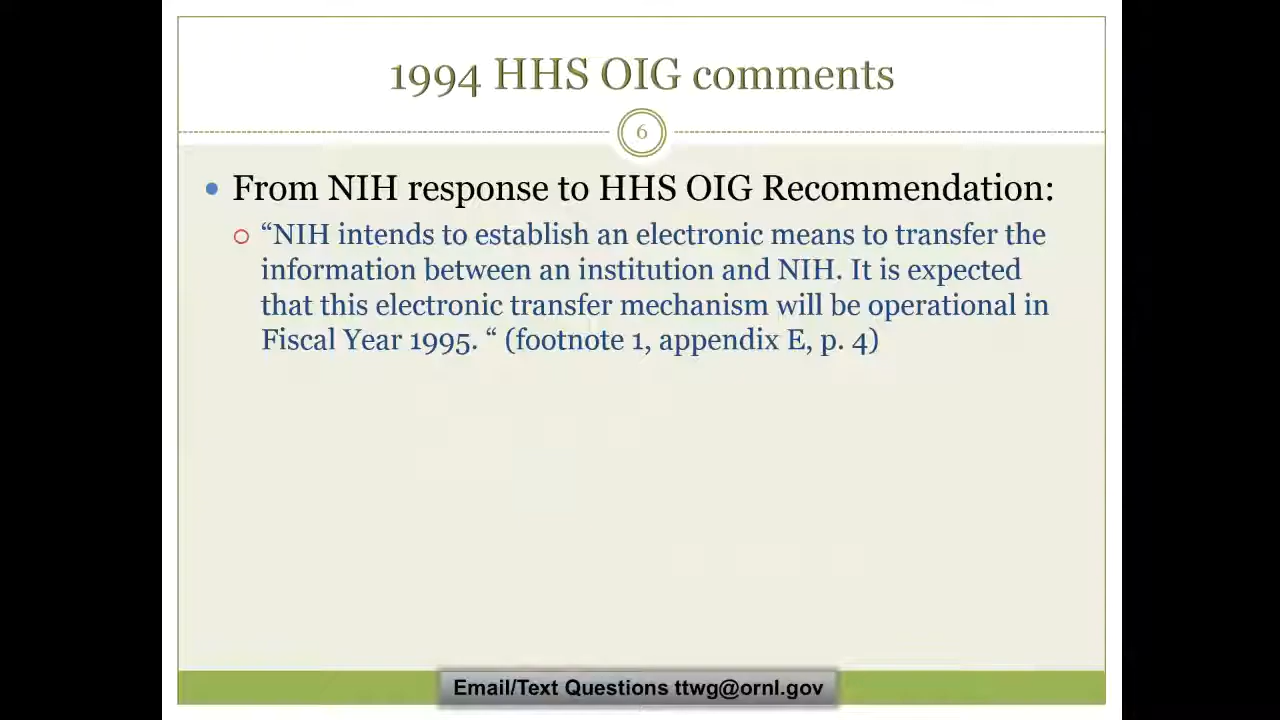 1994 HHS OIG comments
6
From NIH response to HHS OIG Recommendation:
“NIH intends to establish an electronic means to transfer the
information between an institution and NIH. It is expected
that this electronic transfer mechanism will be operational in
Fiscal Year 1995. “ (footnote 1, appendix E, p. 4)
Email/Text Questions ttwg@ornl.gov